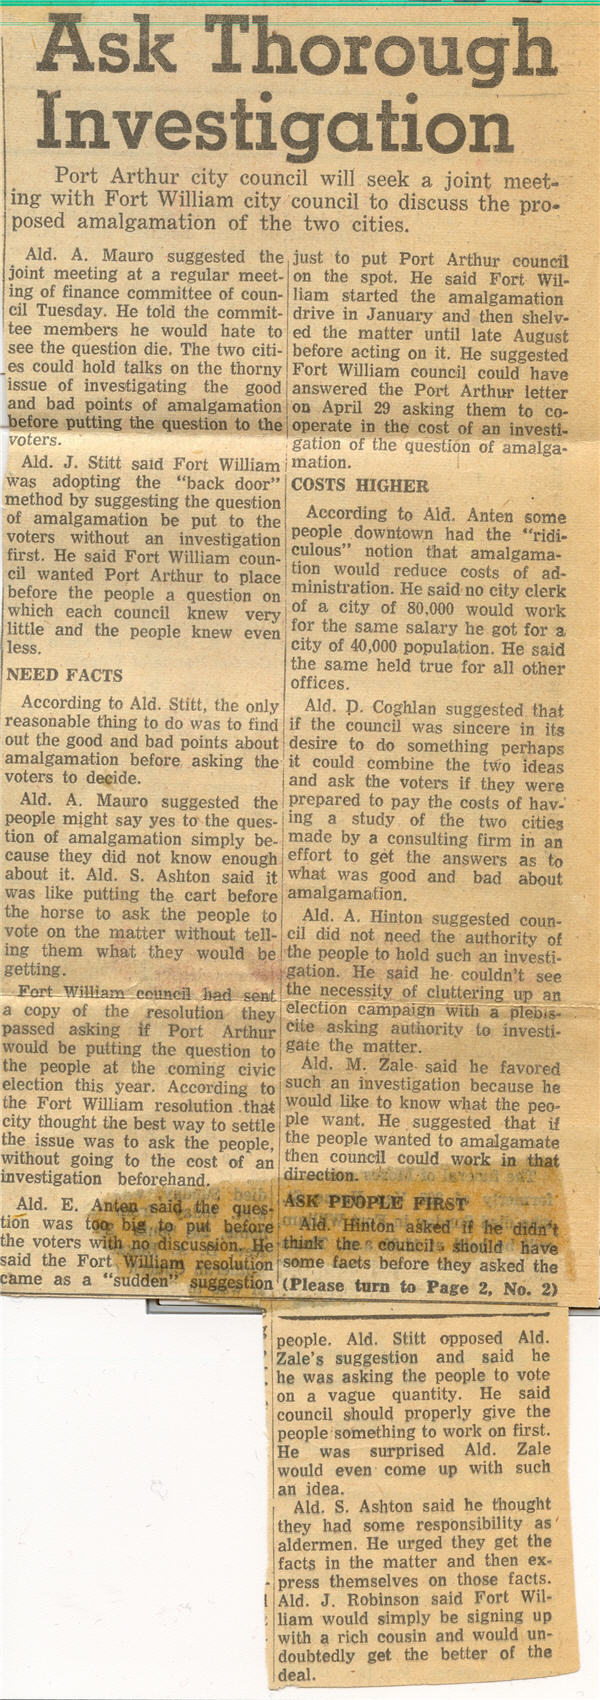 Ask Thorough
Investigation
Port Arthur city council will seek a joint meet-
ing with Fort William city council to discuss the pro-
posed amalgamation of the two cities.
Ald. A. Mauro suggested the
joint meeting at a regular meet-
ing of finance committee of coun-
cil Tuesday. He told the commit-
tee members he would hate to
see the question die. The two citi-
es could hold talks on the thorny
issue of investigating the good
and bad points of amalgamation
before putting the question to the
voters.
Ald. J. Stitt said Fort William
was adopting the "back door"
method by suggesting the question
of amalgamation be put to the
voters without an investigation
first. He said Fort William coun-
cil wanted Port Arthur to place
before the people a question on
which each council knew very
little and the people knew even
less.
NEED FACTS
According to Ald. Stitt, the only
reasonable thing to do was to find
out the good and bad points about
amalgamation before asking the
voters to decide.
Ald. A. Mauro suggested the
people might say yes to the ques-
tion of amalgamation simply be-
cause they did not know enough
about it. Ald. S. Ashton said it
was like putting the cart before
the horse to ask the people to
vote on the matter without tell-
ing them what they would be
getting.
Fort William council had sent
a copy of the resolution they
passed asking if Port Arthur
would be putting the question to
the people at the coming civic
election this year. According to
the Fort William resolution that
city thought the best way to settle
the issue was to ask the people,
without going to the cost of an
investigation beforehand.
Ald. E. Anten said the ques-
tion was too big to put before
the voters with no discussion. He
said the Fort William resolution
came as a "sudden" suggestion
just to put Port Arthur council
on the spot. He said Fort Wil-
liam started the amalgamation
drive in January and then shelv-
ed the matter until late August
before acting on it. He suggested
Fort William council could have
answered the Port Arthur letter
on April 29 asking them to co-
operate in the cost of an investi-
gation of the question of amalga-
mation.
COSTS HIGHER
According to Ald. Anten some
people downtown had the "ridi-
culous" notion that amalgama-
tion would reduce costs of ad-
ministration. He said no city clerk
of a city of 80,000 would work
for the same salary he got for a
city of 40,000 population. He said
the same held true for all other
offices.
Ald. D. Coghlan suggested that
if the council was sincere in its
desire to do something perhaps
it could combine the two ideas
and ask the voters if they were
prepared to pay the costs of hav-
ing a study of the two cities
made by a consulting firm in an
effort to get the answers as to
what was good and bad about
amalgamation.
Ald. A. Hinton suggested coun-
cil did not need the authority of
the people to hold such an investi-
gation. He said he couldn't see
the necessity of cluttering up an
election campaign with a plebis-
cite asking authority to investi-
gate the matter.
Ald. M. Zale said he favored
such an investigation because he
would like to know what the peo-
ple want. He suggested that if
the people wanted to amalgamate
then council could work in that
direction.
ASK PEOPLE FIRST
Ald. Hinton asked if he didn't
think the council should have
some facts before they asked the
(Please turn to Page 2, No. 2)
people. Ald. Stitt opposed Ald.
Zale's suggestion and said he
he was asking the people to vote
on a vague quantity. He said
council should properly give the
people something to work on first.
He was surprised Ald. Zale
would even come up with such
an idea.
Ald. S. Ashton said he thought
they had some responsibility as
aldermen. He urged they get the
facts in the matter and then ex-
press themselves on those facts.
Ald. J. Robinson said Fort Wil-
liam would simply be signing up
with a rich cousin and would un-
doubtedly get the better of the
deal.